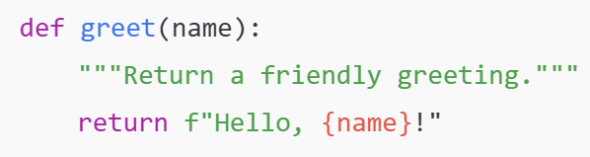 def greet(name):
    """Return a friendly greeting."""
    return f"Hello, {name}!"